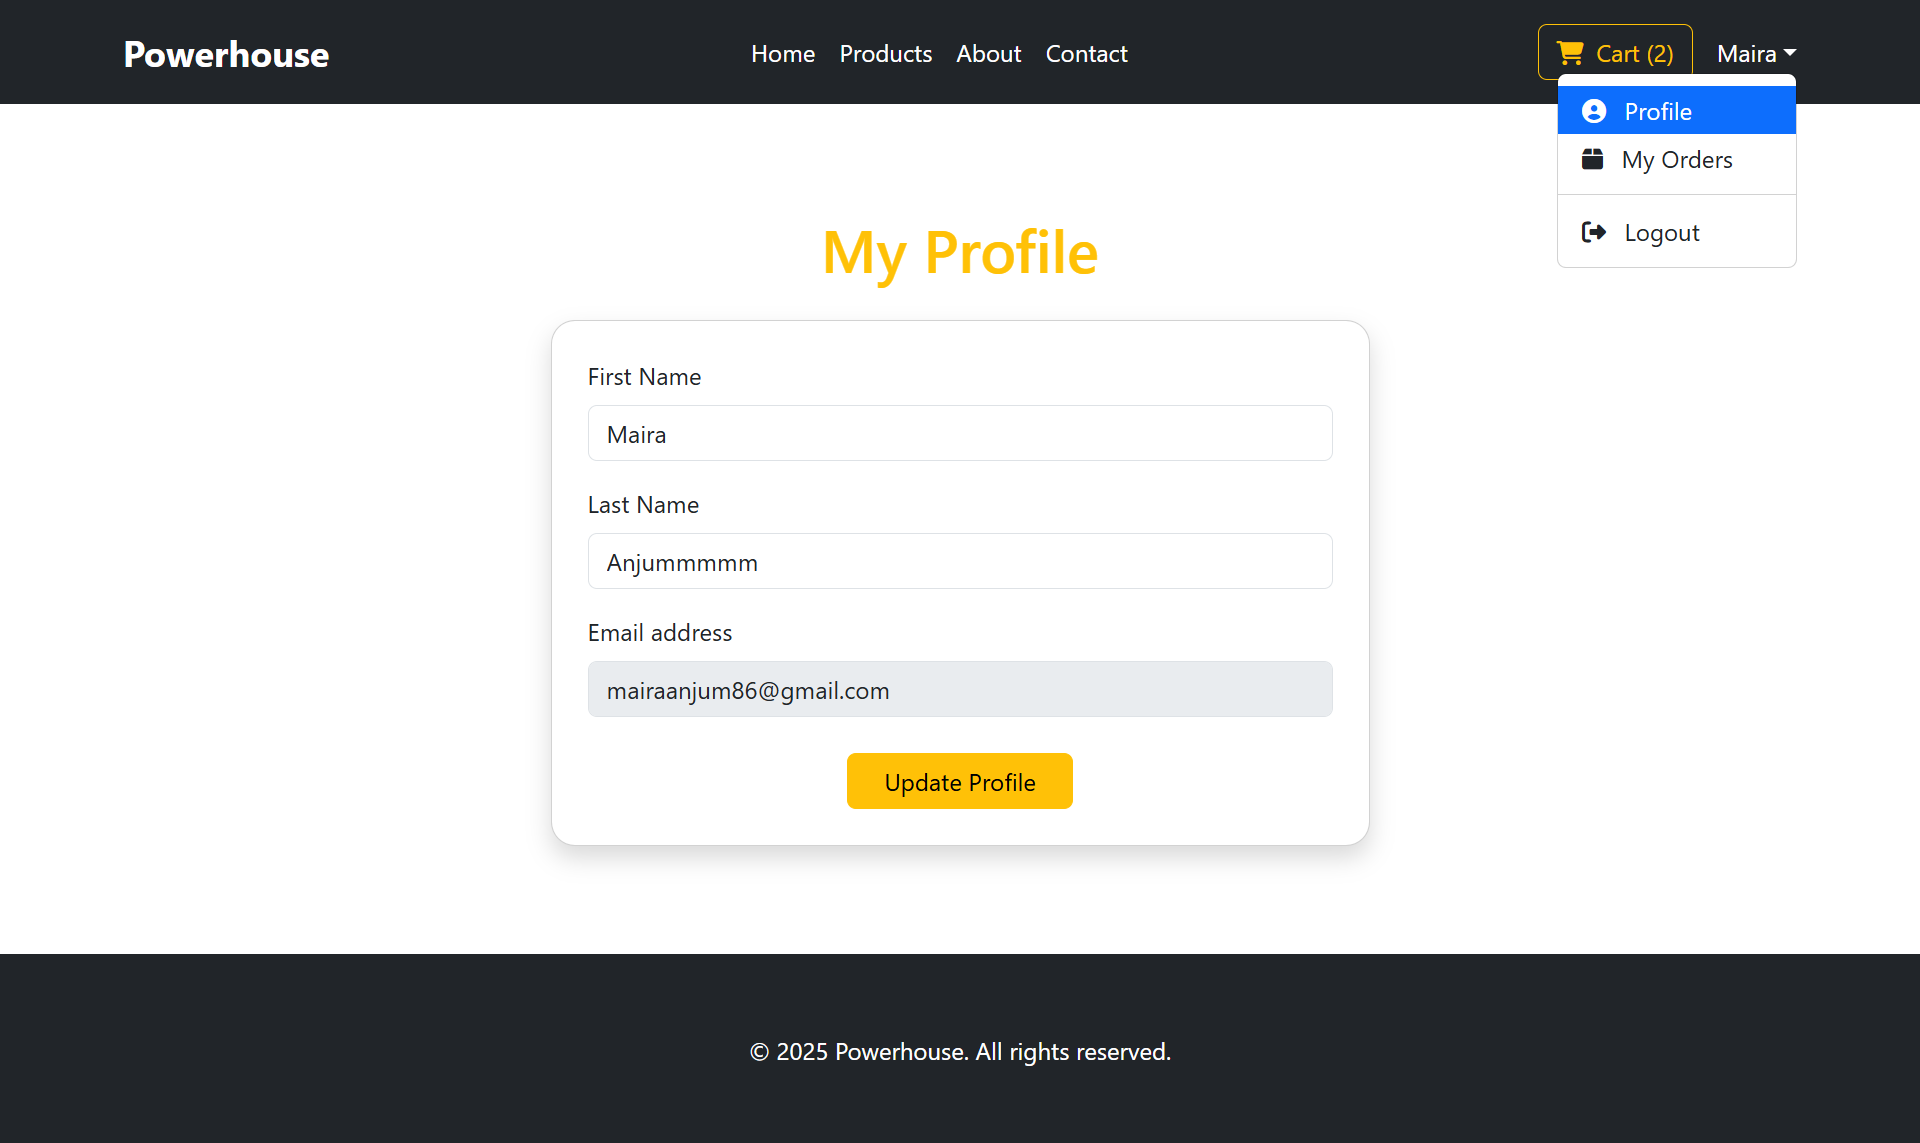 Powerhouse
Home Products About Contact
Cart (2)
Maira
Profile
My Orders
Logout
My Profile
First Name
Maira
Last Name
Anjummmmm
Email address
mairaanjum86@gmail.com
Update Profile
© 2025 Powerhouse. All rights reserved.